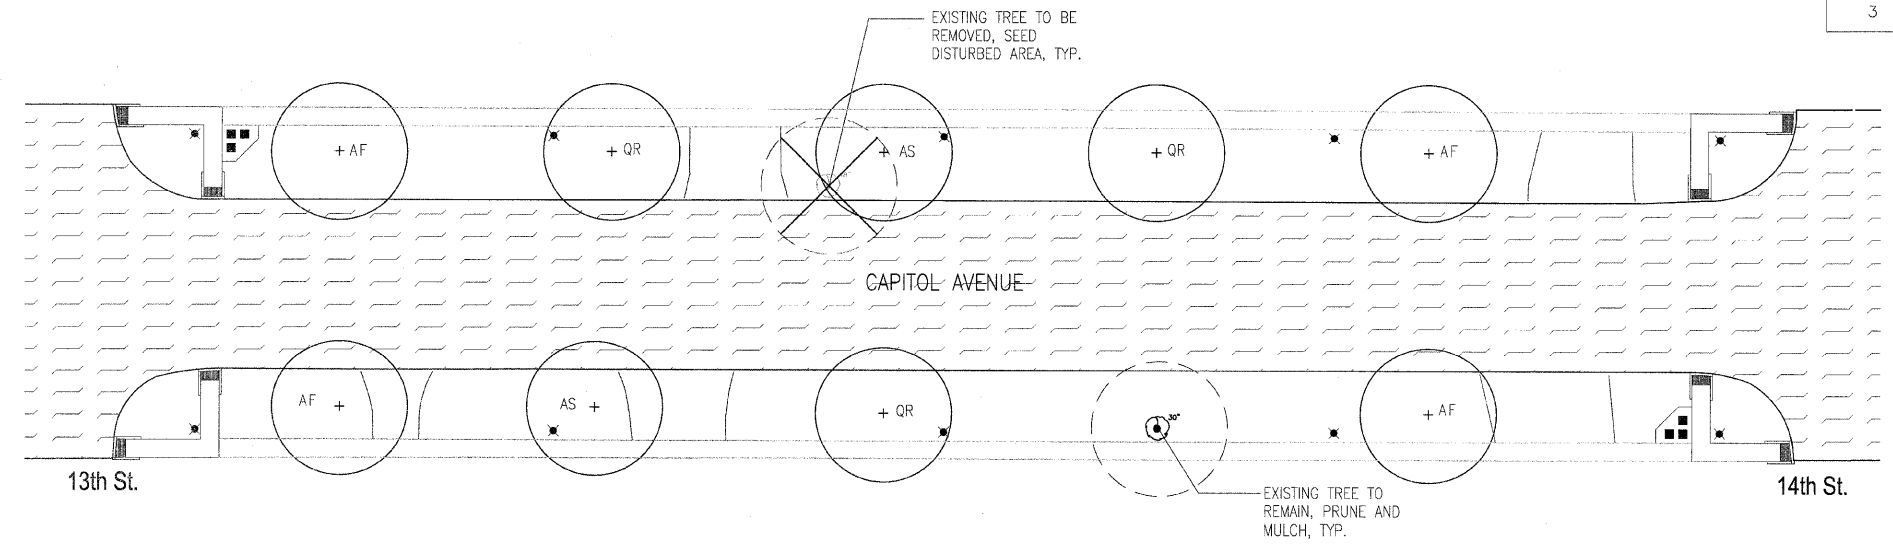 EXISTING TREE TO BE
REMOVED, SEED
DISTURBED AREA, TYP.
3
AF
QR
AS
QR
AF
CAPITOL AVENUE
AF
AS
QR
30"
AF
13th St.
14th St.
EXISTING TREE TO
REMAIN, PRUNE AND
MULCH, TYP.